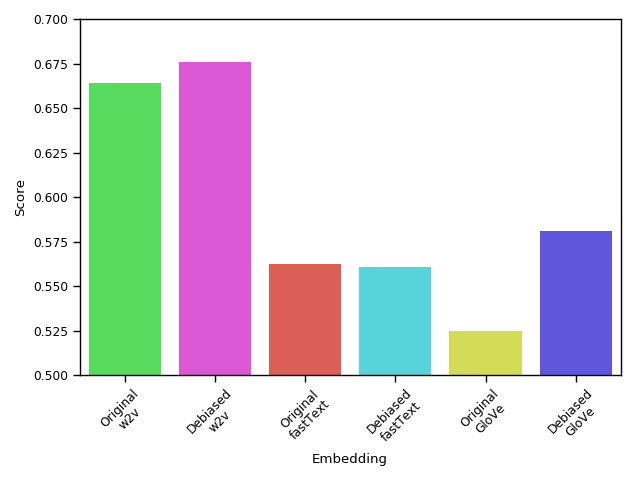 0.700
0.675
0.650
0.625
0.600
0.575
0.550
0.525
0.500
Score
Original
w2v
Debiased
w2v
Original
fastText
Debiased
fastText
Original
GloVe
Debiased
GloVe
Embedding